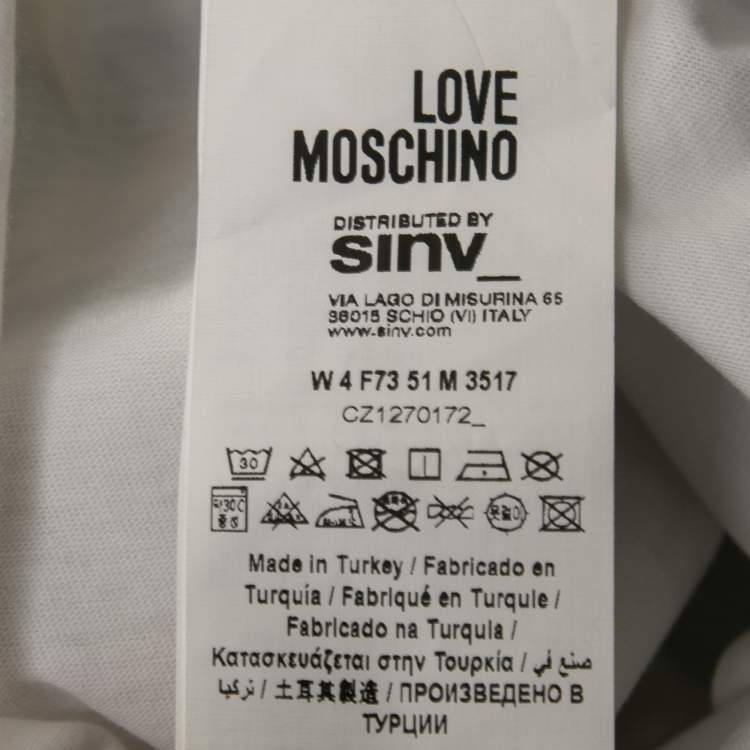 LOVE
MOSCHINO
DISTRIBUTED BY
sinv_
VIA LAGO DI MISURINA 65
36015 SCHIO (VI) ITALY
www.sinv.com
W 4 F73 51 M 3517
CZ1270172_
30
Made in Turkey / Fabricado en
Turquía / Fabriqué en Turquie /
Fabricado na Turquia /
Κατασκευάζεται στην Τουρκία / صنع في
تركيا / 土耳其製造 / ПРОИЗВЕДЕНО В
ТУРЦИИ